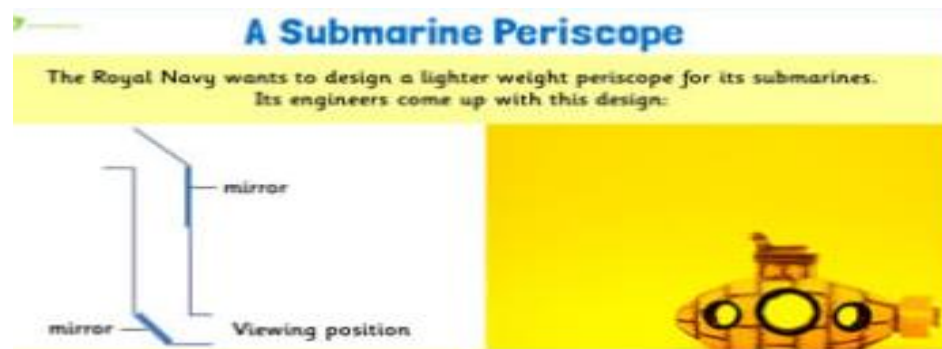 A Submarine Periscope
The Royal Navy wants to design a lighter weight periscope for its submarines.
Its engineers come up with this design:
mirror
mirror
Viewing position